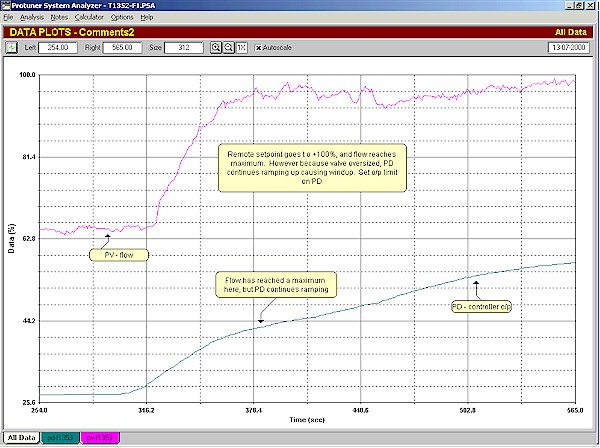 Protuner System Analyzer - T1352-FI.PSA
File Analysis Notes Calculator Options Help
DATA PLOTS - Comments2 All Data
Left 254.00 Right 565.00 Size 312 1X Autoscale 13-07-2000
100.0
Remote setpoint goes t o +100%, and flow reaches
maximum. However because valve oversized, PD
continues ramping up causing windup. Set o/p limit
on PD
81.4
Data (%)
62.8
PV - flow
Flow has reached a maximum
here, but PD continues ramping
PD - controller o/p
44.2
25.6
254.0 316.2 378.4 440.6 502.8 565.0
Time (sec)
All Data pd-f1353 pv-f1353